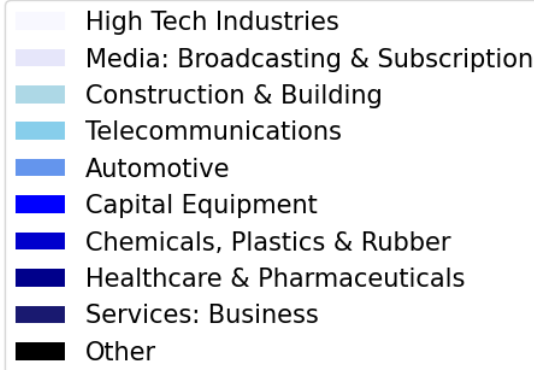 High Tech Industries
Media: Broadcasting & Subscription
Construction & Building
Telecommunications
Automotive
Capital Equipment
Chemicals, Plastics & Rubber
Healthcare & Pharmaceuticals
Services: Business
Other